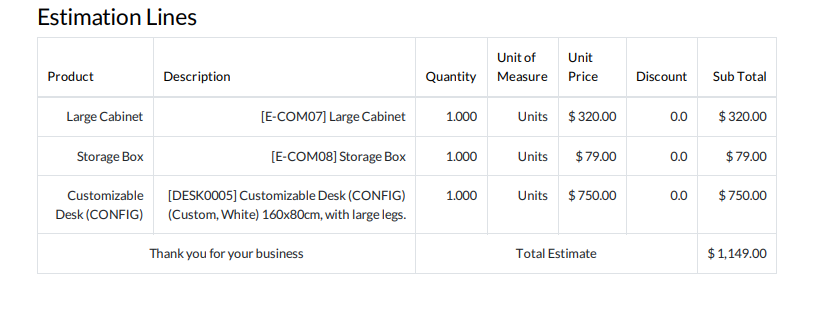 Estimation Lines
Product Description Quantity Unit of Measure Unit Price Discount Sub Total
Large Cabinet [E-COM07] Large Cabinet 1.000 Units $ 320.00 0.0 $ 320.00
Storage Box [E-COM08] Storage Box 1.000 Units $ 79.00 0.0 $ 79.00
Customizable [DESK0005] Customizable Desk (CONFIG) 1.000 Units $ 750.00 0.0 $ 750.00
Desk (CONFIG) (Custom, White) 160x80cm, with large legs.
Thank you for your business Total Estimate $ 1,149.00